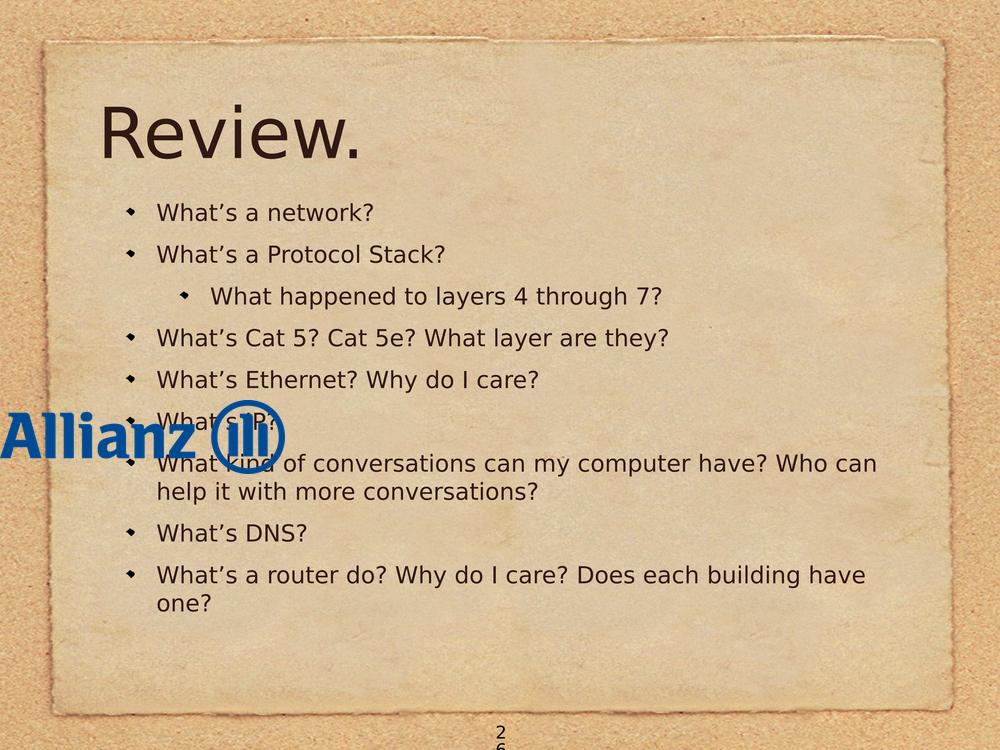 Review.
What’s a network?
What’s a Protocol Stack?
What happened to layers 4 through 7?
What’s Cat 5? Cat 5e? What layer are they?
What’s Ethernet? Why do I care?
What’s IP?
Allianz
What kind of conversations can my computer have? Who can
help it with more conversations?
What’s DNS?
What’s a router do? Why do I care? Does each building have
one?
2
6